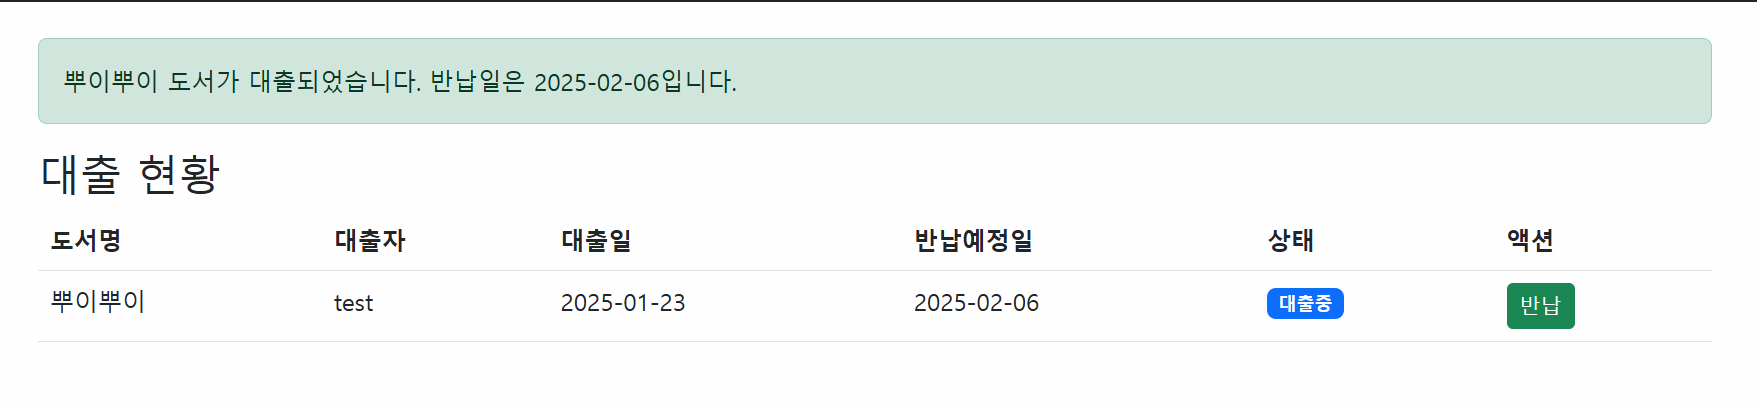 뿌이뿌이 도서가 대출되었습니다. 반납일은 2025-02-06입니다.
대출 현황
도서명 대출자 대출일 반납예정일 상태 액션
뿌이뿌이 test 2025-01-23 2025-02-06 대출중 반납